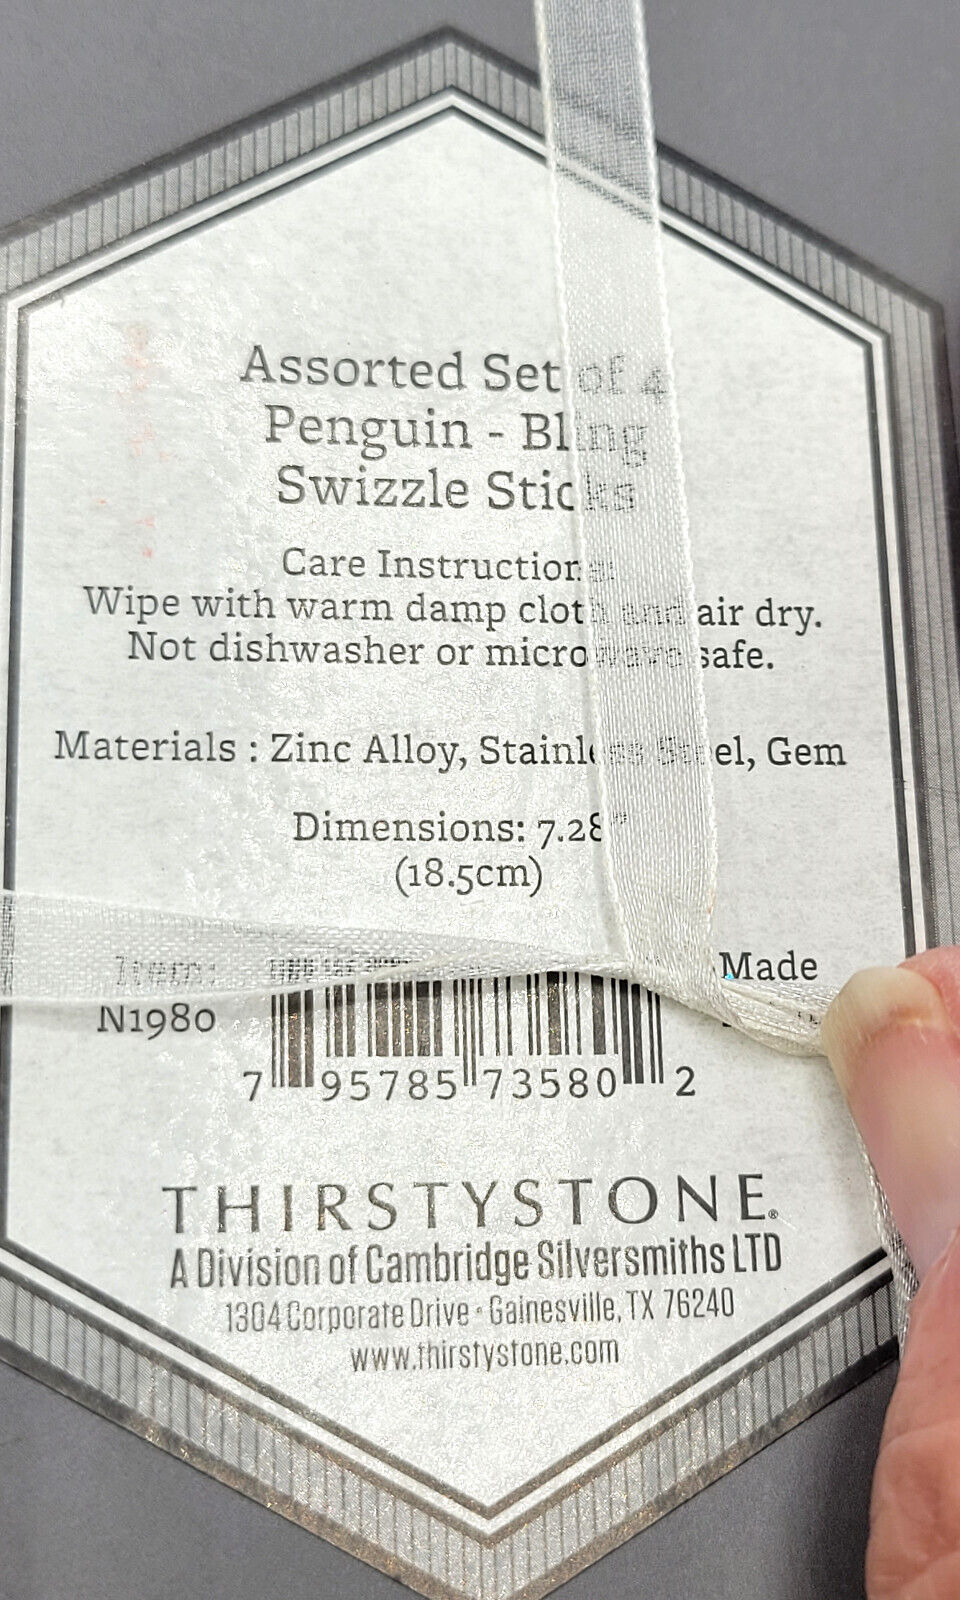 Assorted Set of 4
Penguin - Bling
Swizzle Sticks
Care Instructions:
Wipe with warm damp cloth and air dry.
Not dishwasher or microwave safe.
Materials : Zinc Alloy, Stainless Steel, Gem
Dimensions: 7.28"
(18.5cm)
Item:
N1980
Made
7 95785 73580 2
THIRSTYSTONE®
A Division of Cambridge Silversmiths LTD
1304 Corporate Drive • Gainesville, TX 76240
www.thirstystone.com